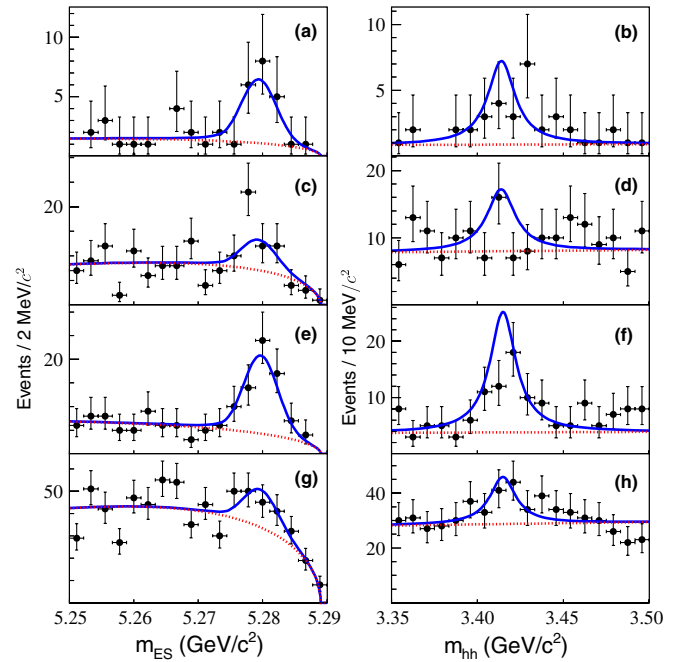 (a)
10
5
(b)
10
5
(c)
20
(d)
20
10
(e)
20
(f)
20
10
(g)
50
(h)
40
20
Events / 2 MeV/c²
Events / 10 MeV/c²
5.25 5.26 5.27 5.28 5.29
m_ES (GeV/c2)
3.35 3.40 3.45 3.50
m_hh (GeV/c²)